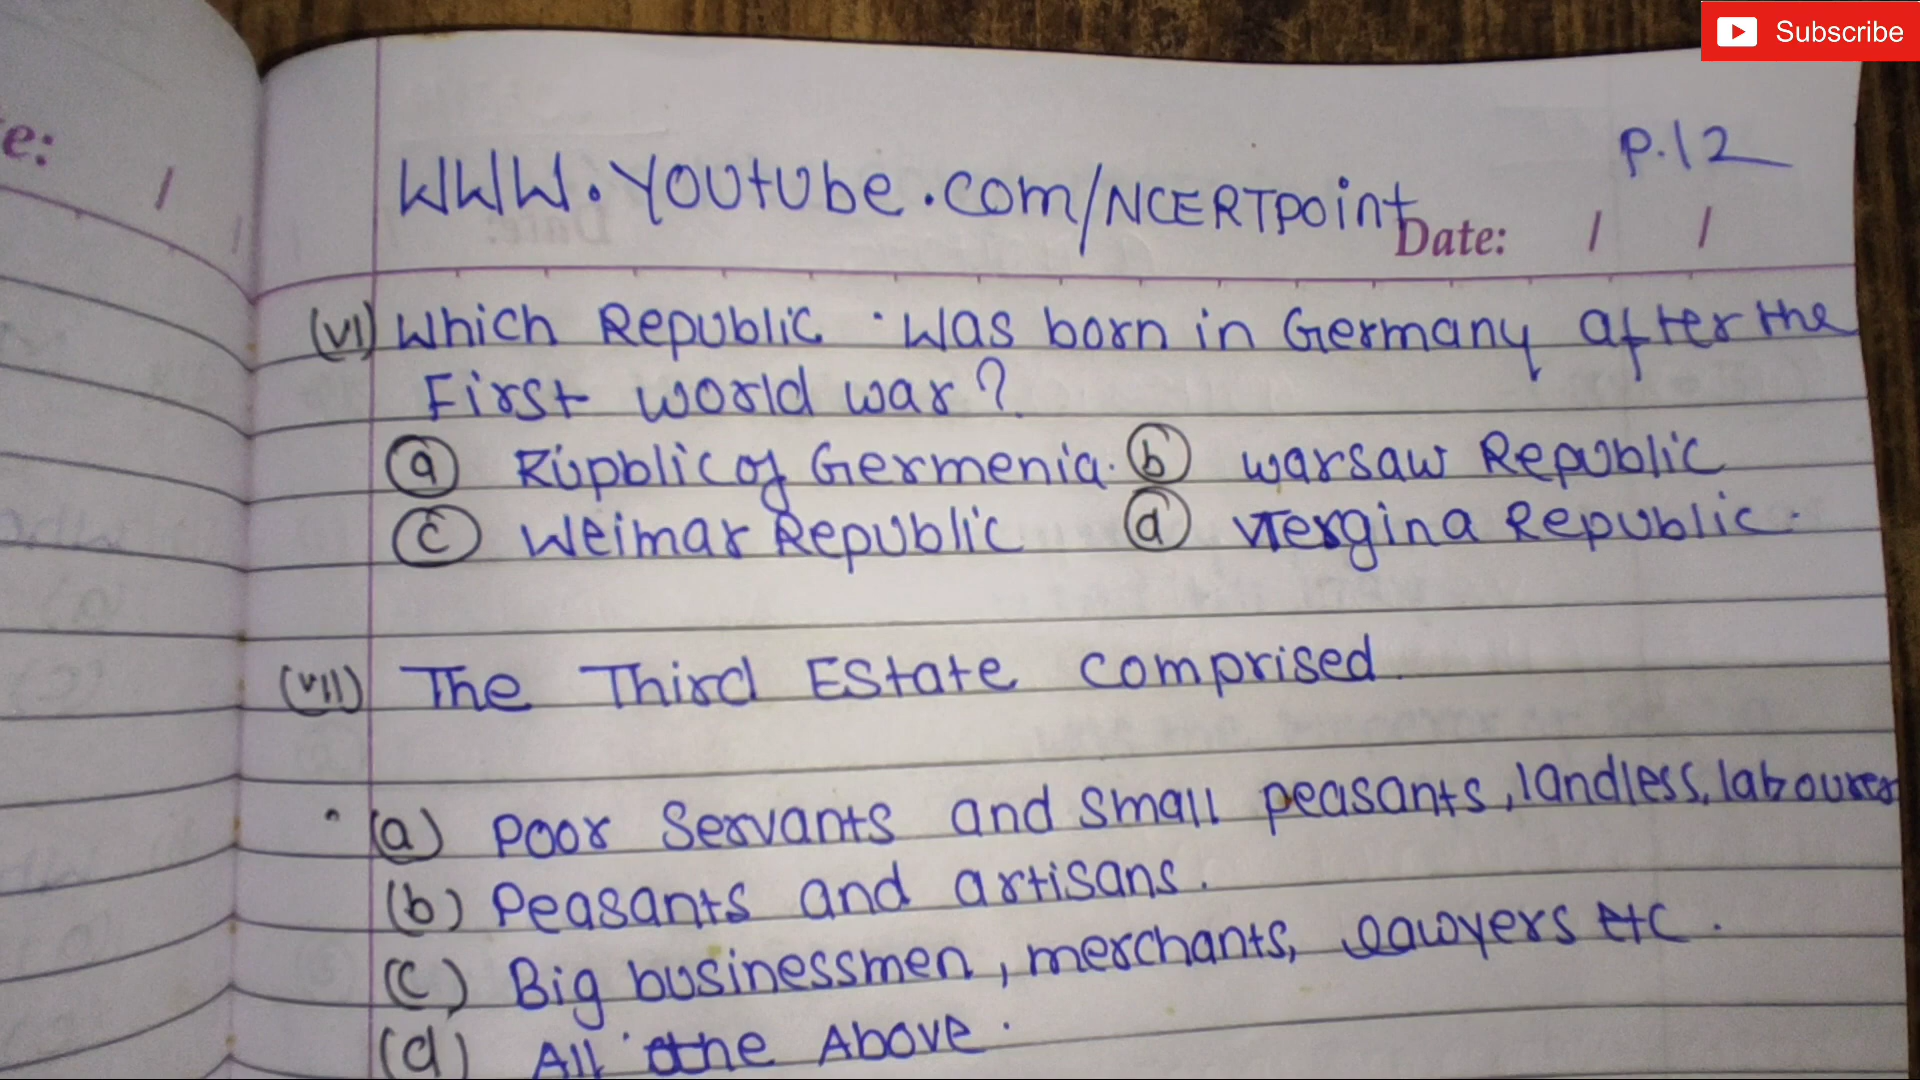 Subscribe
e: /
P.12
WWW.Youtube.com/NCERTPoint
Date: / /
(VI) Which Republic was born in Germany after the
First world war?
(a) Rupblic of Germenia. (b) Warsaw Republic
(c) Weimar Republic (d) Vergina Republic.
(VII) The Third Estate comprised
(a) Poor Servants and small peasants, landless, labourers
(b) Peasants and artisans.
(c) Big businessmen, merchants, lawyers etc.
(d) All the Above.